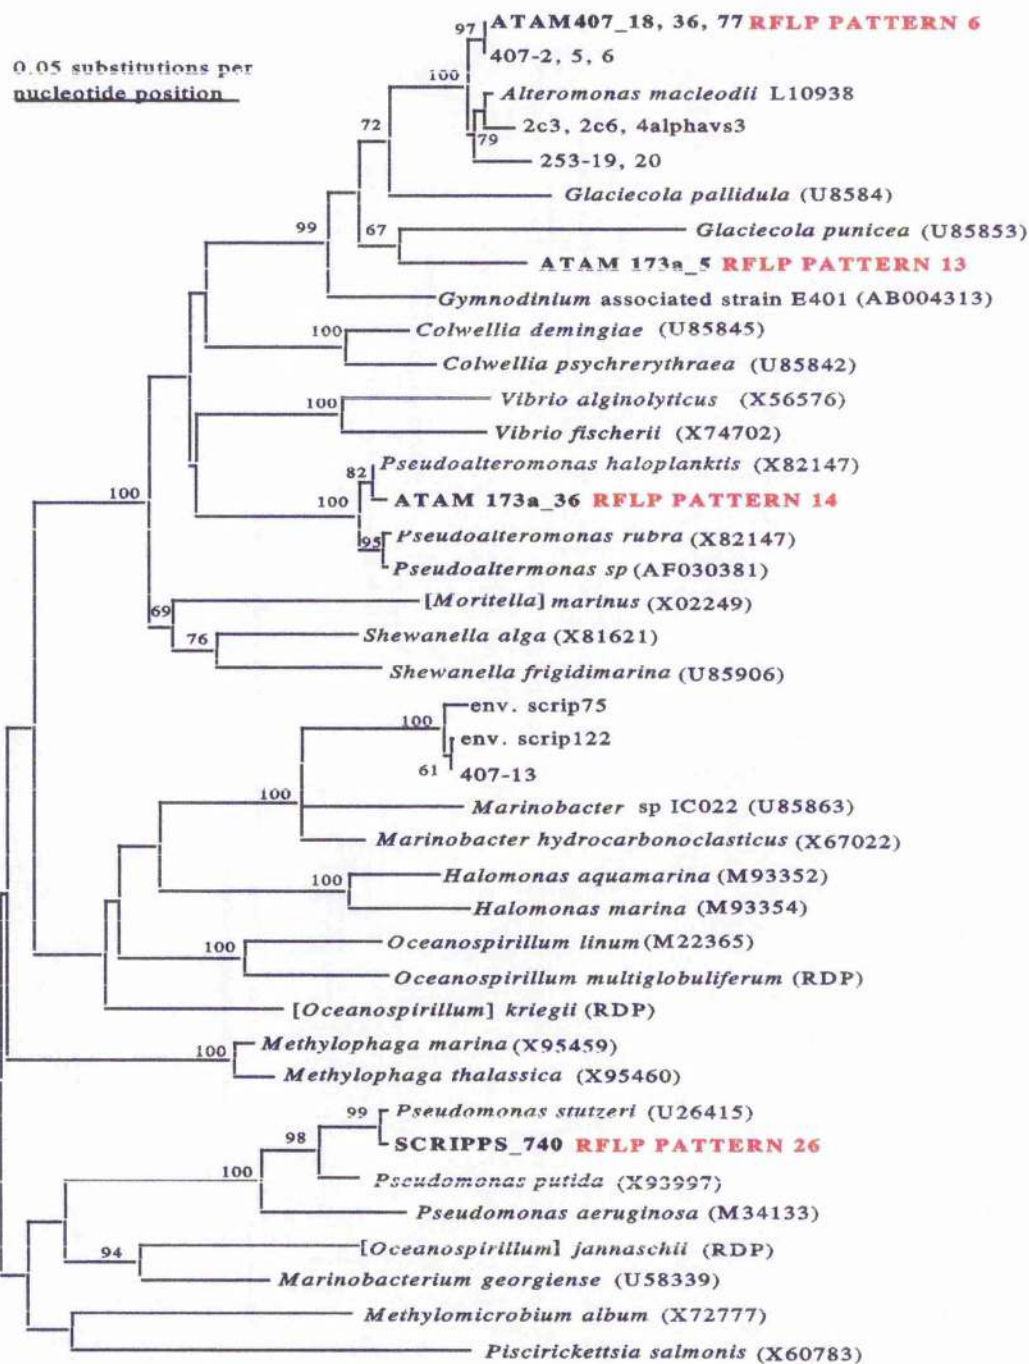 97
ATAM407_18, 36, 77 RFLP PATTERN 6
407-2, 5, 6
0.05 substitutions per
nucleotide position
100
Alteromonas macleodii L10938
72
2c3, 2c6, 4alphavs3
79
253-19, 20
Glaciecola pallidula (U8584)
99
67
Glaciecola punicea (U85853)
ATAM 173a_5 RFLP PATTERN 13
Gymnodinium associated strain E401 (AB004313)
100
Colwellia demingiae (U85845)
Colwellia psychrerythraea (U85842)
100
Vibrio alginolyticus (X56576)
Vibrio fischerii (X74702)
82
Pseudoalteromonas haloplanktis (X82147)
100
100
ATAM 173a_36 RFLP PATTERN 14
95
Pseudoalteromonas rubra (X82147)
Pseudoaltermonas sp (AF030381)
69
[Moritella] marinus (X02249)
76
Shewanella alga (X81621)
Shewanella frigidimarina (U85906)
100
env. scrip75
env. scrip122
61
407-13
100
Marinobacter sp IC022 (U85863)
Marinobacter hydrocarbonoclasticus (X67022)
100
Halomonas aquamarina (M93352)
Halomonas marina (M93354)
100
Oceanospirillum linum (M22365)
Oceanospirillum multiglobuliferum (RDP)
[Oceanospirillum] kriegii (RDP)
100
Methylophaga marina (X95459)
Methylophaga thalassica (X95460)
99
Pseudomonas stutzeri (U26415)
98
SCRIPPS_740 RFLP PATTERN 26
100
Pseudomonas putida (X93997)
Pseudomonas aeruginosa (M34133)
94
[Oceanospirillum] jannaschii (RDP)
Marinobacterium georgiense (U58339)
Methylomicrobium album (X72777)
Piscirickettsia salmonis (X60783)